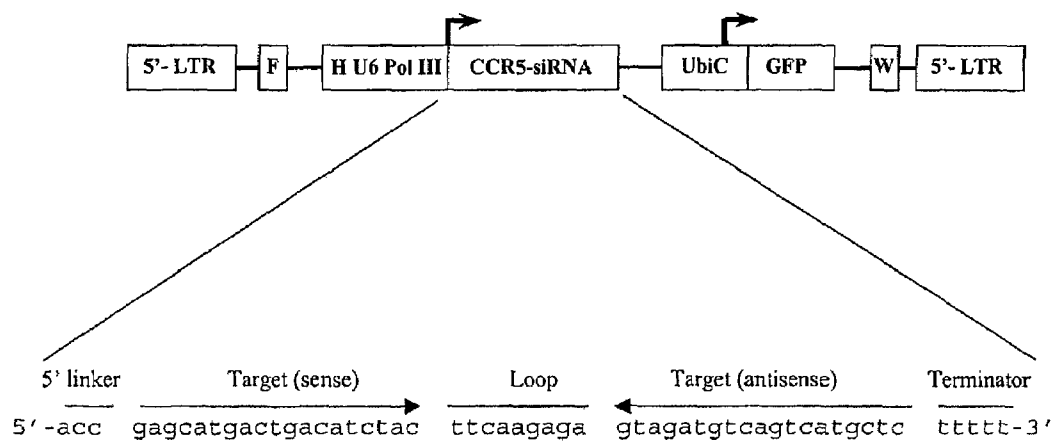 5'- LTR F H U6 Pol III CCR5-siRNA UbiC GFP W 5'- LTR
5' linker Target (sense) Loop Target (antisense) Terminator
5'-acc gagcatgactgacatctac ttcaagaga gtagatgtcagtcatgctc ttttt-3'